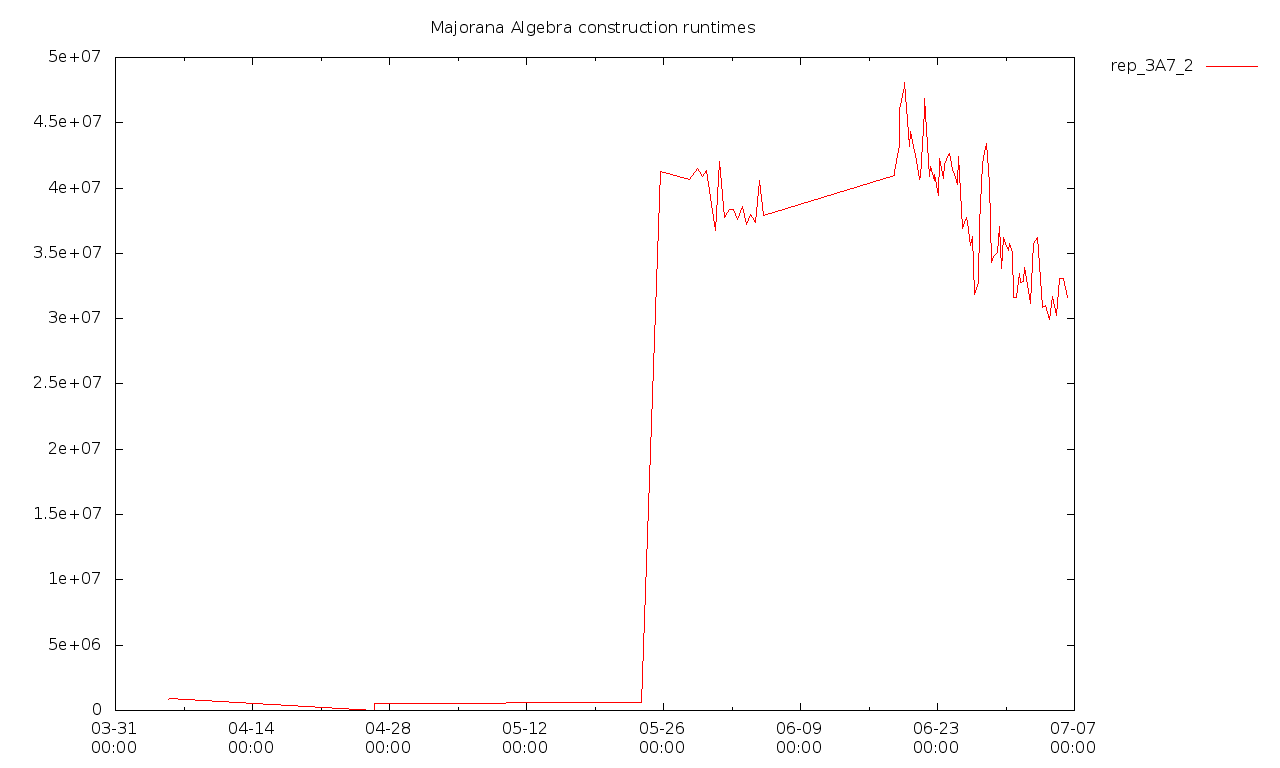 Majorana Algebra construction runtimes
rep_3A7_2
5e+07
4.5e+07
4e+07
3.5e+07
3e+07
2.5e+07
2e+07
1.5e+07
1e+07
5e+06
0
03-31 04-14 04-28 05-12 05-26 06-09 06-23 07-07
00:00 00:00 00:00 00:00 00:00 00:00 00:00 00:00